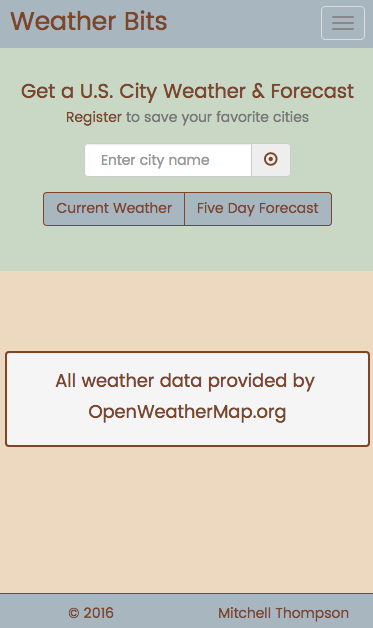 Weather Bits
Get a U.S. City Weather & Forecast
Register to save your favorite cities
Enter city name
Current Weather Five Day Forecast
All weather data provided by
OpenWeatherMap.org
© 2016 Mitchell Thompson